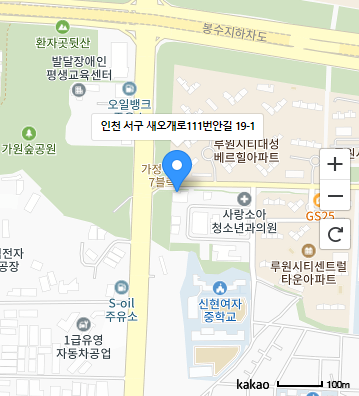 봉수지하차도
환자곳뒷산
발달장애인
평생교육센터
오일뱅크
인천 서구 새오개로111번안길 19-1
루원시티대성
베르힐아파트
가원숲공원
가정
7블
사랑소아
청소년과의원
GS25
루원시티센트럴
타운아파트
전자
공장
S-oil
주유소
신현여자
중학교
1급유영
자동차공업
kakao
100m